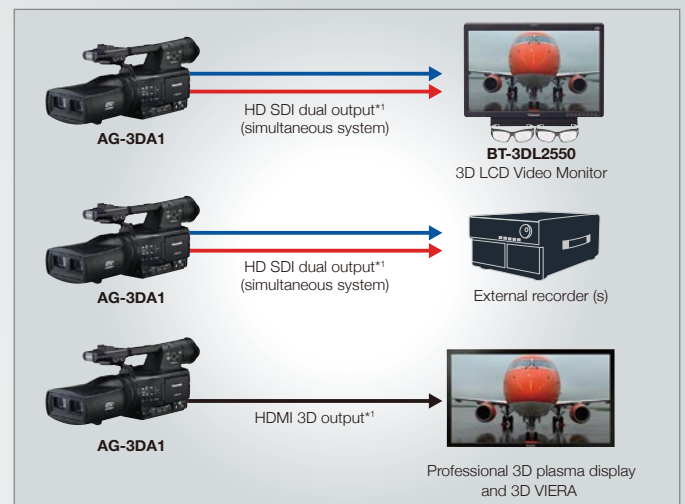 HD SDI dual output*1
(simultaneous system)
AG-3DA1
BT-3DL2550
3D LCD Video Monitor
HD SDI dual output*1
(simultaneous system)
AG-3DA1
External recorder (s)
HDMI 3D output*1
AG-3DA1
Professional 3D plasma display
and 3D VIERA